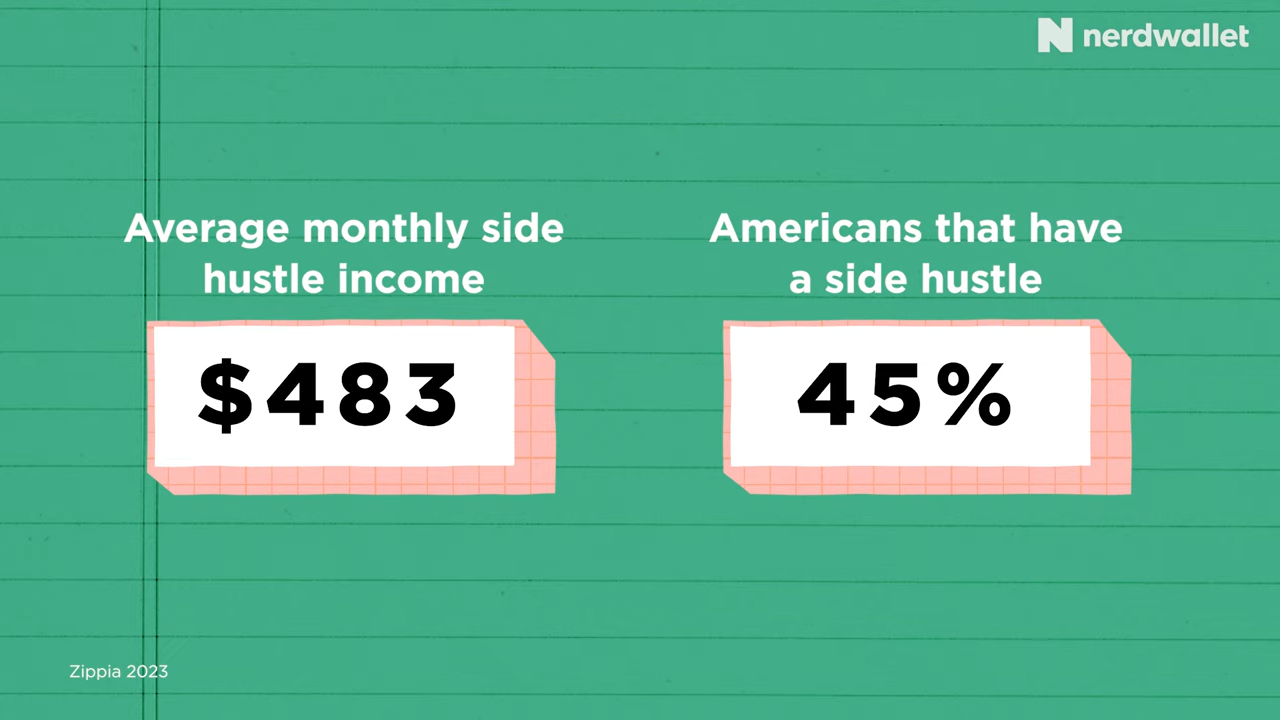 nerdwallet
Average monthly side
hustle income
$483
Americans that have
a side hustle
45%
Zippia 2023